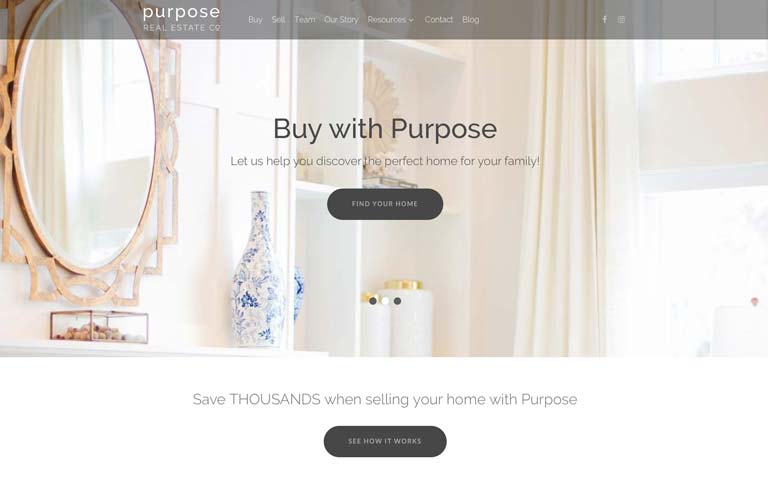 purpose
REAL ESTATE CO
Buy Sell Team Our Story Resources Contact Blog
Buy with Purpose
Let us help you discover the perfect home for your family!
FIND YOUR HOME
Save THOUSANDS when selling your home with Purpose
SEE HOW IT WORKS